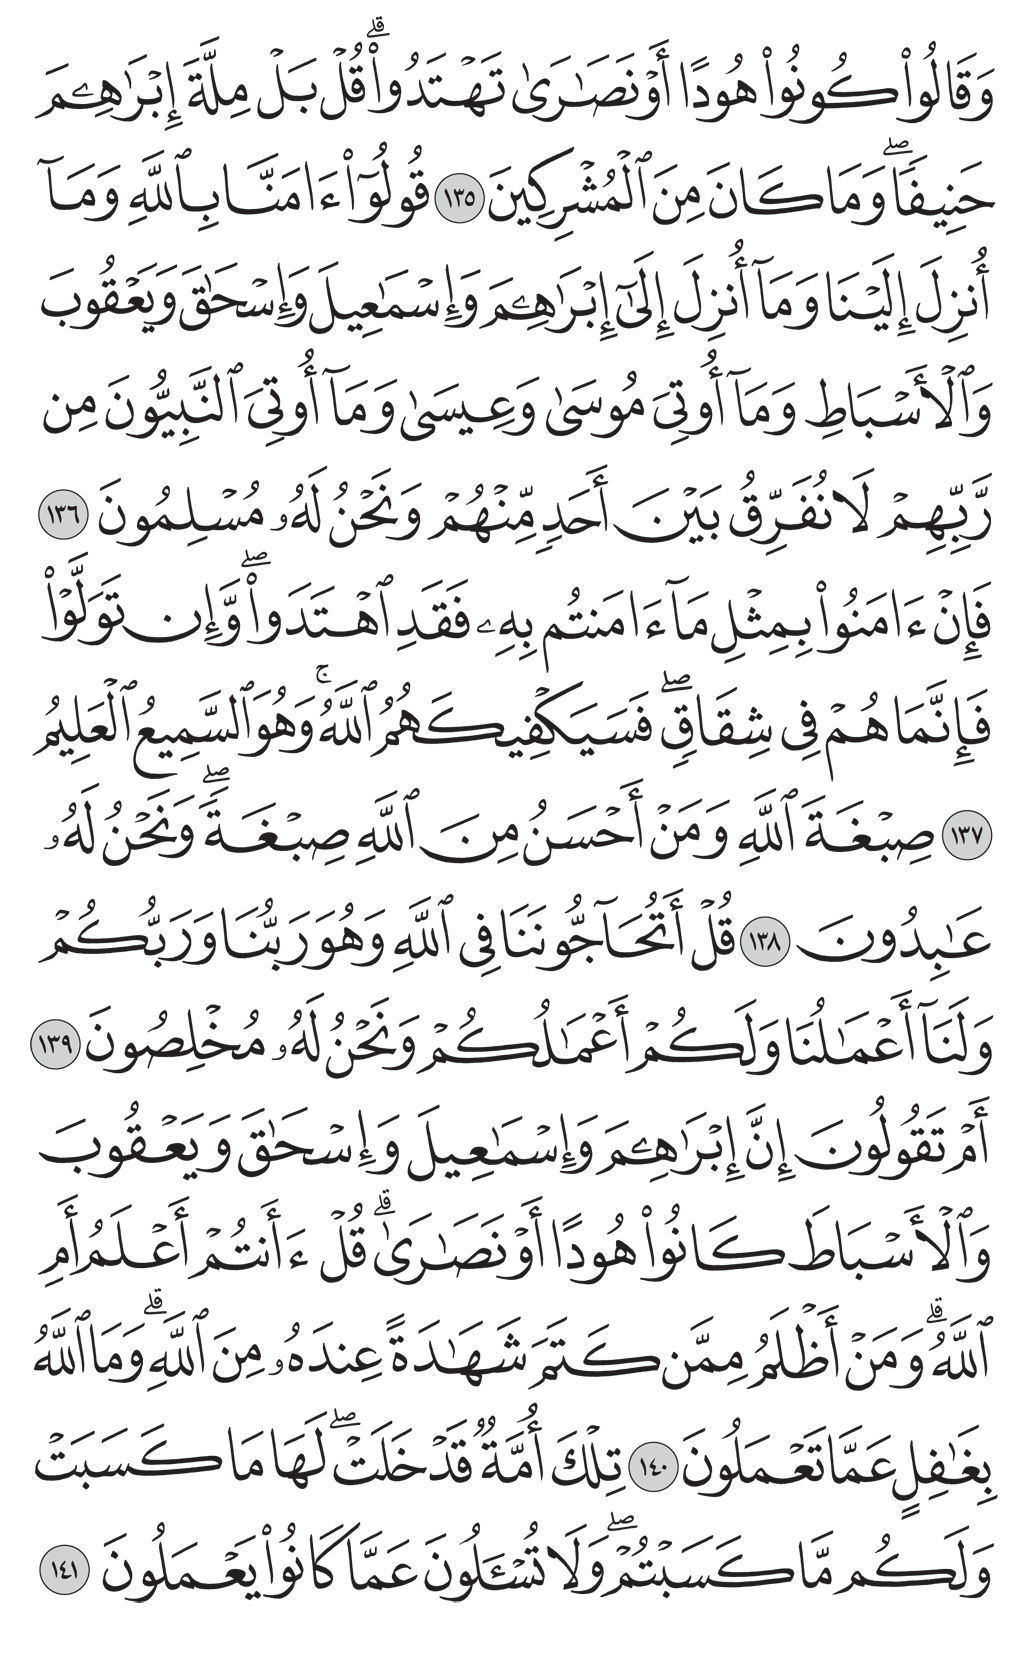 وَقَالُوا۟ كُونُوا۟ هُودًا أَوْ نَصَـٰرَىٰ تَهْتَدُوا۟ ۗ قُلْ بَلْ مِلَّةَ إِبْرَٰهِـۧمَ
حَنِيفًا ۖ وَمَا كَانَ مِنَ ٱلْمُشْرِكِينَ ١٣٥ قُولُوٓا۟ ءَامَنَّا بِٱللَّهِ وَمَآ
أُنزِلَ إِلَيْنَا وَمَآ أُنزِلَ إِلَىٰٓ إِبْرَٰهِـۧمَ وَإِسْمَـٰعِيلَ وَإِسْحَـٰقَ وَيَعْقُوبَ
وَٱلْأَسْبَاطِ وَمَآ أُوتِىَ مُوسَىٰ وَعِيسَىٰ وَمَآ أُوتِىَ ٱلنَّبِيُّونَ مِن
رَّبِّهِمْ لَا نُفَرِّقُ بَيْنَ أَحَدٍ مِّنْهُمْ وَنَحْنُ لَهُۥ مُسْلِمُونَ ١٣٦
فَإِنْ ءَامَنُوا۟ بِمِثْلِ مَآ ءَامَنتُم بِهِۦ فَقَدِ ٱهْتَدَوا۟ ۖ وَّإِن تَوَلَّوْا۟
فَإِنَّمَا هُمْ فِى شِقَاقٍ ۖ فَسَيَكْفِيكَهُمُ ٱللَّهُ ۚ وَهُوَ ٱلسَّمِيعُ ٱلْعَلِيمُ
١٣٧ صِبْغَةَ ٱللَّهِ وَمَنْ أَحْسَنُ مِنَ ٱللَّهِ صِبْغَةً ۖ وَنَحْنُ لَهُۥ
عَـٰبِدُونَ ١٣٨ قُلْ أَتُحَآجُّونَنَا فِى ٱللَّهِ وَهُوَ رَبُّنَا وَرَبُّكُمْ
وَلَنَآ أَعْمَـٰلُنَا وَلَكُمْ أَعْمَـٰلُكُمْ وَنَحْنُ لَهُۥ مُخْلِصُونَ ١٣٩
أَمْ تَقُولُونَ إِنَّ إِبْرَٰهِـۧمَ وَإِسْمَـٰعِيلَ وَإِسْحَـٰقَ وَيَعْقُوبَ
وَٱلْأَسْبَاطَ كَانُوا۟ هُودًا أَوْ نَصَـٰرَىٰ ۗ قُلْ ءَأَنتُمْ أَعْلَمُ أَمِ
ٱللَّهُ ۗ وَمَنْ أَظْلَمُ مِمَّن كَتَمَ شَهَـٰدَةً عِندَهُۥ مِنَ ٱللَّهِ ۗ وَمَا ٱللَّهُ
بِغَـٰفِلٍ عَمَّا تَعْمَلُونَ ١٤٠ تِلْكَ أُمَّةٌ قَدْ خَلَتْ ۖ لَهَا مَا كَسَبَتْ
وَلَكُم مَّا كَسَبْتُمْ ۖ وَلَا تُسْـَٔلُونَ عَمَّا كَانُوا۟ يَعْمَلُونَ ١٤١